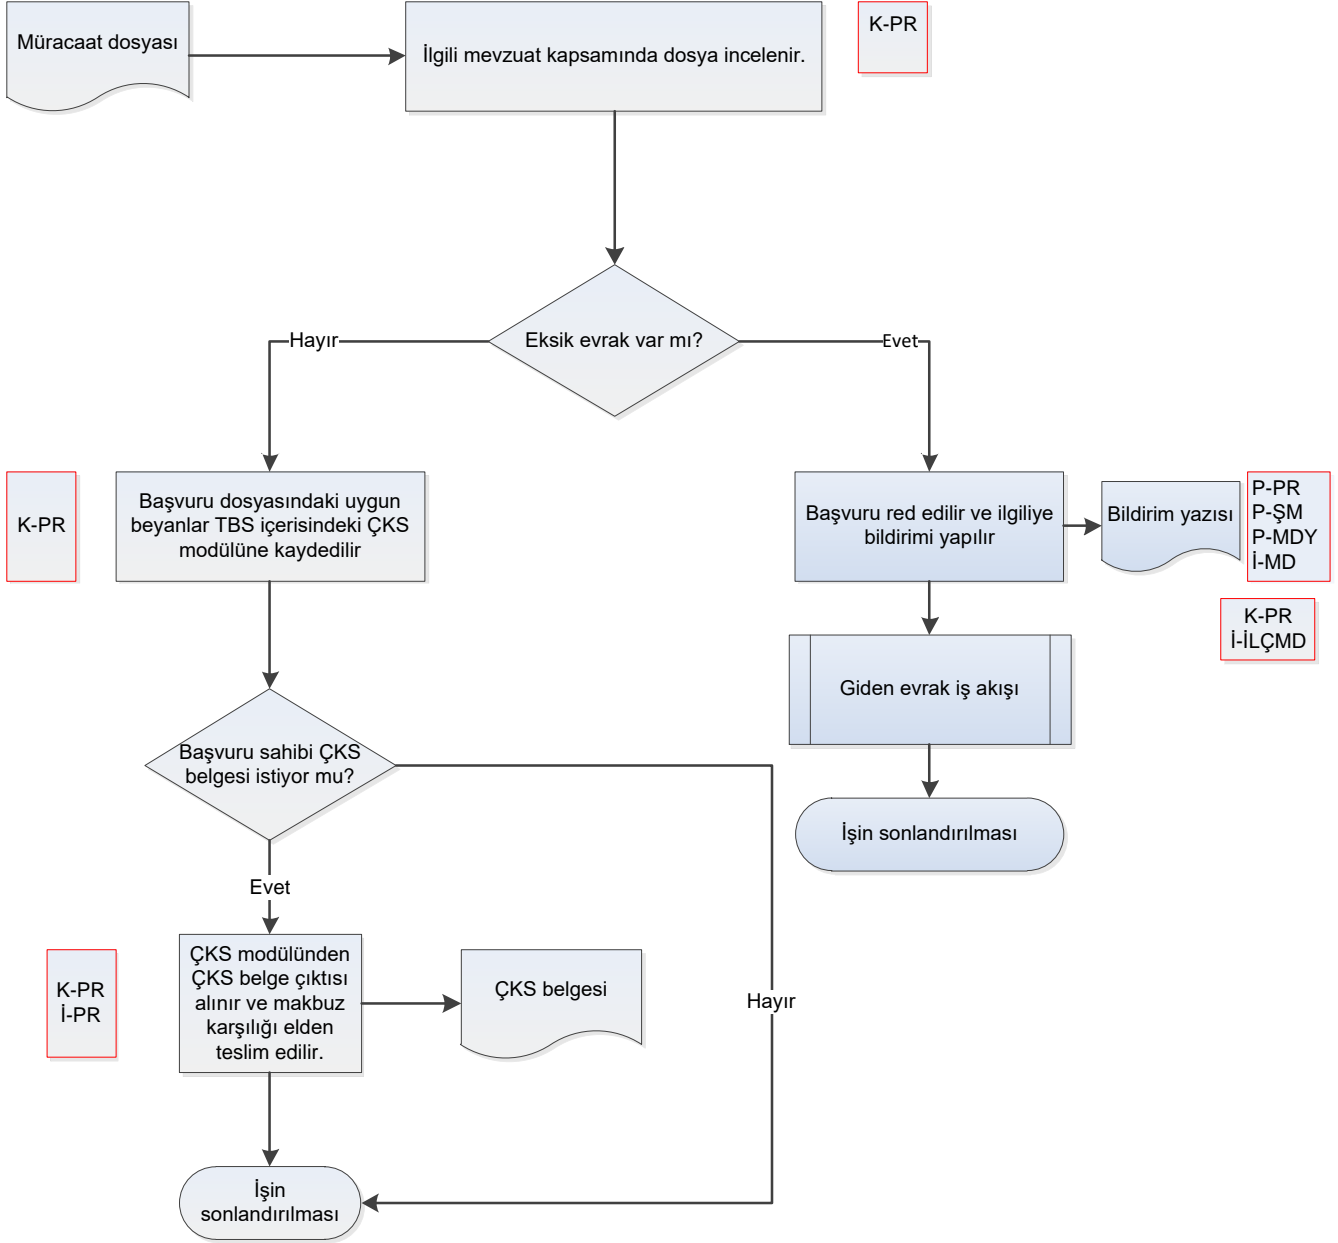 Müracaat dosyası
İlgili mevzuat kapsamında dosya incelenir.
K-PR
Eksik evrak var mı?
Hayır
Evet
K-PR
Başvuru dosyasındaki uygun
beyanlar TBS içerisindeki ÇKS
modülüne kaydedilir
Başvuru red edilir ve ilgiliye
bildirimi yapılır
Bildirim yazısı
P-PR
P-ŞM
P-MDY
İ-MD
K-PR
İ-İLÇMD
Giden evrak iş akışı
Başvuru sahibi ÇKS
belgesi istiyor mu?
İşin sonlandırılması
Evet
Hayır
K-PR
İ-PR
ÇKS modülünden
ÇKS belge çıktısı
alınır ve makbuz
karşılığı elden
teslim edilir.
ÇKS belgesi
İşin
sonlandırılması